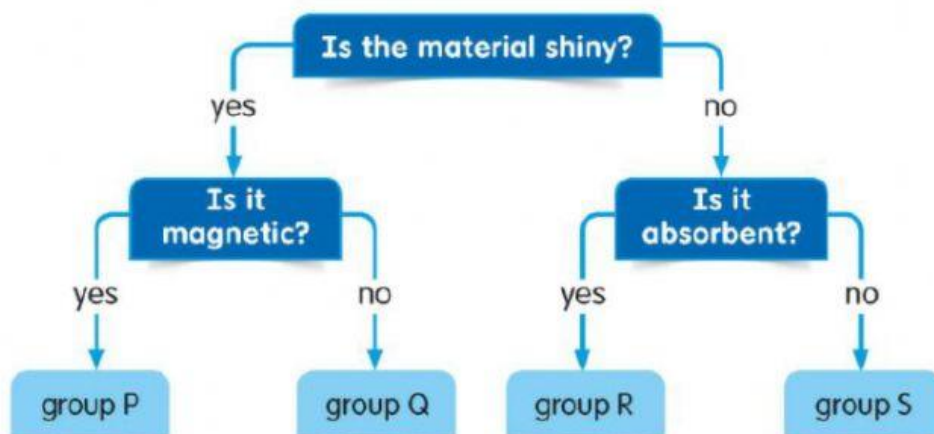 Is the material shiny?
yes
no
Is it
magnetic?
Is it
absorbent?
yes
no
yes
no
group P
group Q
group R
group S